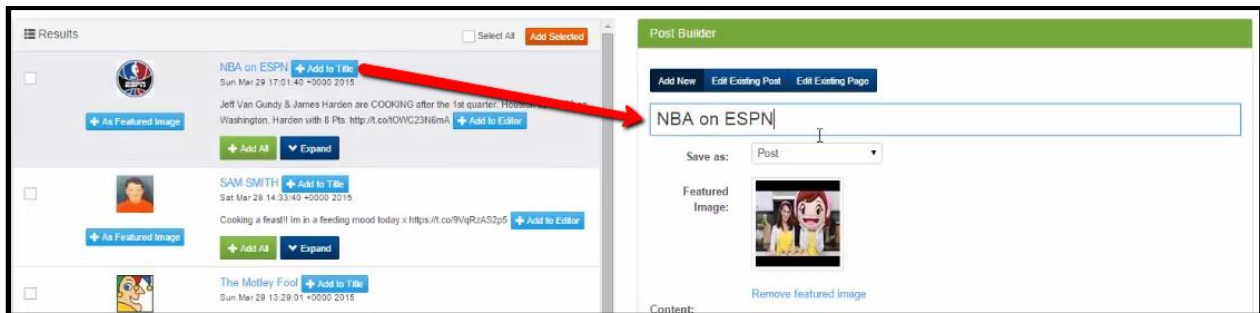 Results
Select All
Add Selected
NBA on ESPN
+ Add to Title
Sun Mar 29 17:01:40 +0000 2015
Jeff Van Gundy & James Harden are COOKING after the 1st quarter.
Washington. Harden with 8 Pts. http://t.co/tOWC23N6mA + Add to Editor
+ As Featured Image
+ Add All
Expand
SAM SMITH + Add to Title
Sat Mar 28 14:33:40 +0000 2015
Cooking a feast!! Im in a feeding mood today x https://t.co/9VqRzAS2p5 + Add to Editor
+ As Featured Image
+ Add All
Expand
The Motley Fool + Add to Title
Sun Mar 29 13:29:01 +0000 2015
Post Builder
Add New
Edit Existing Post
Edit Existing Page
NBA on ESPN
Save as:
Post
Featured
Image:
Remove featured image
Content: